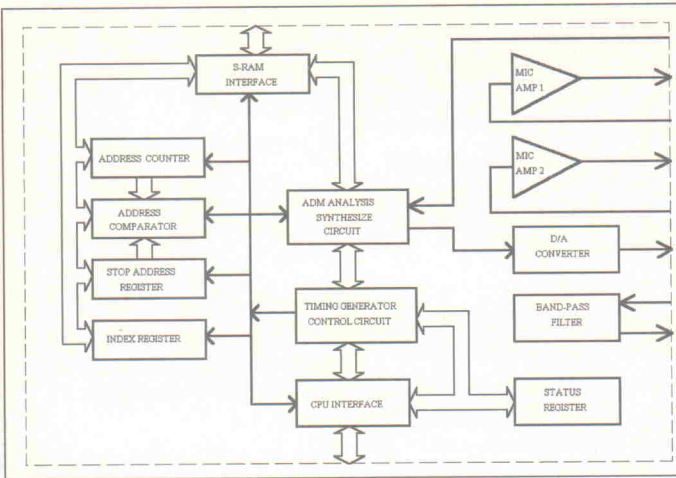 S-RAM
INTERFACE
MIC
AMP 1
ADDRESS COUNTER
MIC
AMP 2
ADDRESS
COMPARATOR
ADM ANALYSIS
SYNTHESIZE
CIRCUIT
D/A
CONVERTER
STOP ADDRESS
REGISTER
TIMING GENERATOR
CONTROL CIRCUIT
BAND-PASS
FILTER
INDEX REGISTER
CPU INTERFACE
STATUS
REGISTER